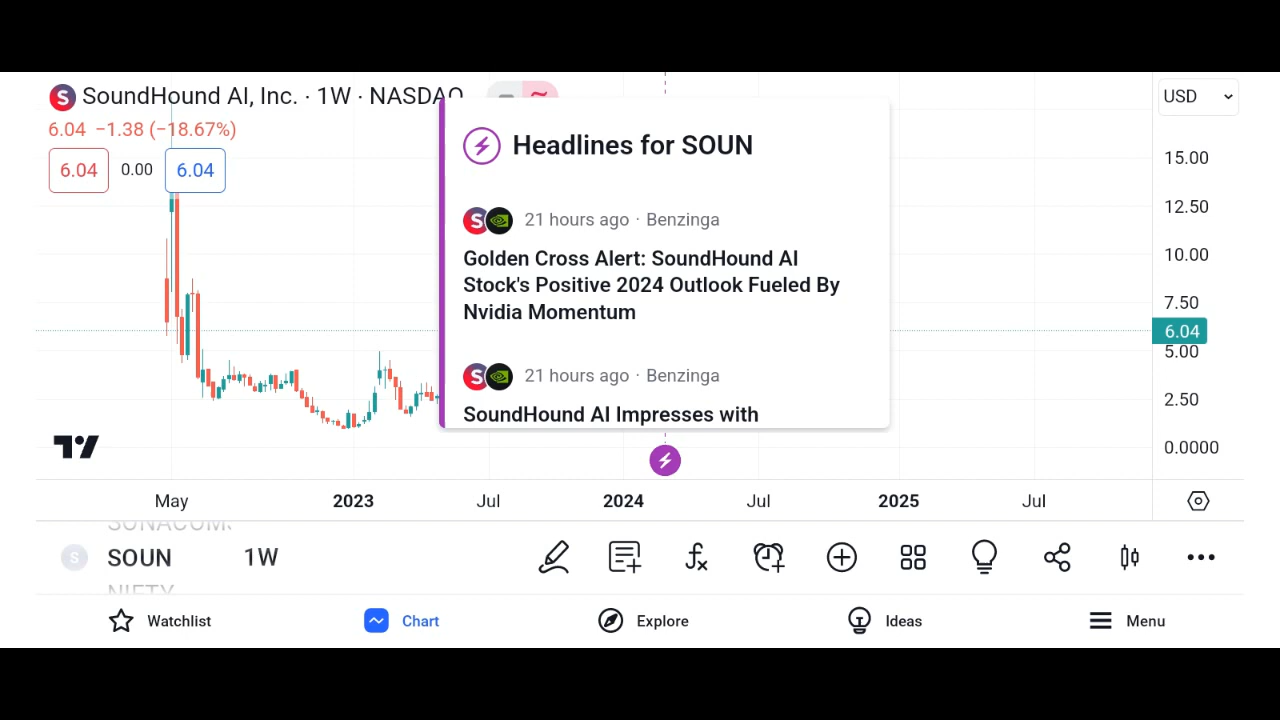 SoundHound AI, Inc. · 1W · NASDAQ
6.04 −1.38 (−18.67%)
6.04 0.00 6.04
USD
Headlines for SOUN
21 hours ago · Benzinga
Golden Cross Alert: SoundHound AI
Stock's Positive 2024 Outlook Fueled By
Nvidia Momentum
21 hours ago · Benzinga
SoundHound AI Impresses with
15.00
12.50
10.00
7.50
6.04
5.00
2.50
0.0000
May 2023 Jul 2024 Jul 2025 Jul
SOUN 1W
NIFTY
Watchlist Chart Explore Ideas Menu